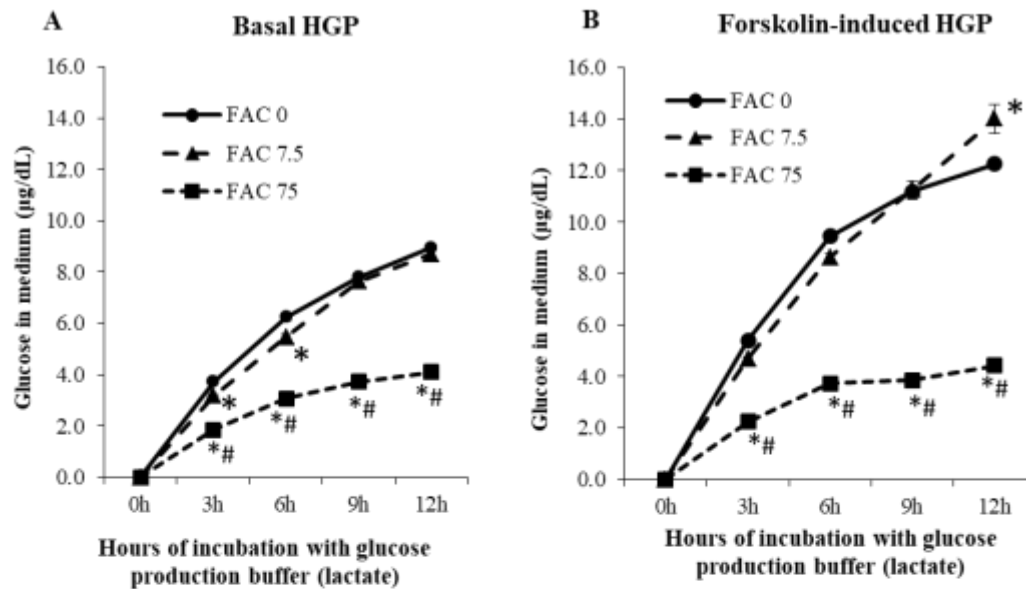 A
Basal HGP
16.0
14.0
12.0
10.0
8.0
6.0
4.0
2.0
0.0
Glucose in medium (µg/dL)
FAC 0
FAC 7.5
FAC 75
*
*
*#
*#
*#
*#
0h 3h 6h 9h 12h
Hours of incubation with glucose
production buffer (lactate)
B
Forskolin-induced HGP
16.0
14.0
12.0
10.0
8.0
6.0
4.0
2.0
0.0
Glucose in medium (µg/dL)
FAC 0
FAC 7.5
FAC 75
*
*#
*#
*#
*#
0h 3h 6h 9h 12h
Hours of incubation with glucose
production buffer (lactate)